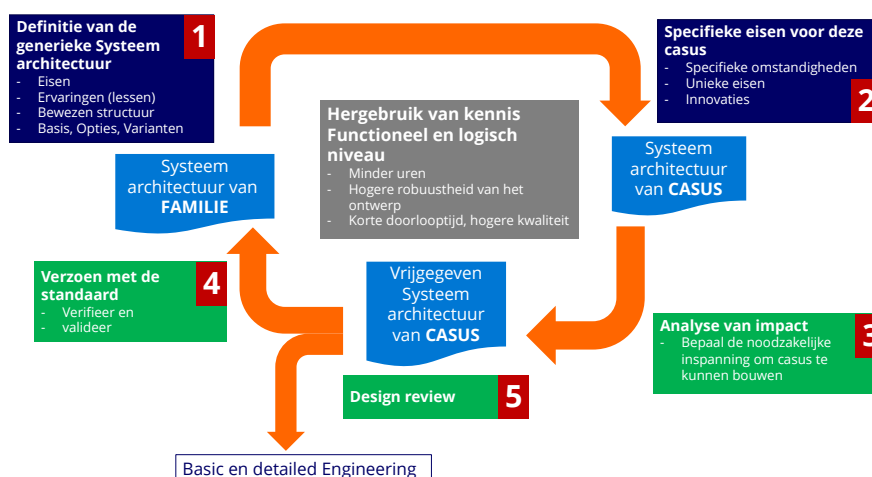 Definitie van de
generieke Systeem
architectuur
- Eisen
- Ervaringen (lessen)
- Bewezen structuur
- Basis, Opties, Varianten
1
Specifieke eisen voor deze
casus
- Specifieke omstandigheden
- Unieke eisen
- Innovaties
2
Hergebruik van kennis
Functioneel en logisch
niveau
- Minder uren
- Hogere robuustheid van het
ontwerp
- Korte doorlooptijd, hogere kwaliteit
Systeem
architectuur van
FAMILIE
Systeem
architectuur
van CASUS
Verzoen met de
standaard
- Verifieer en
- valideer
4
Vrijgegeven
Systeem
architectuur
van CASUS
Analyse van impact
- Bepaal de noodzakelijke
inspanning om casus te
kunnen bouwen
3
Design review
5
Basic en detailed Engineering